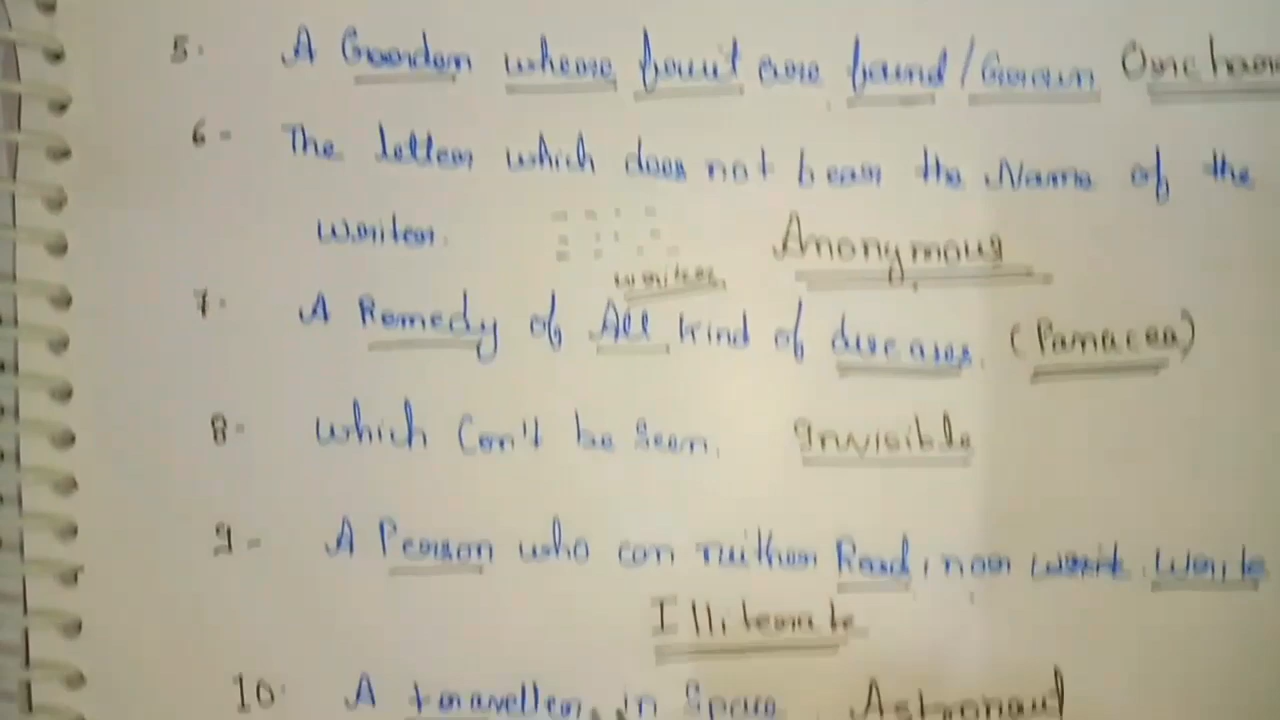 5. A Garden where fruit are found/Grown Orchar
6- The letter which does not bear the Name of the
writer. Anonymous
writer
7. A Remedy of All kind of diseases. (Panacea)
8- which Can't be Seen. Invisible
9- A Person who can neither Read, nor Write
Illiterate
10. A traveller in Space Astronaut